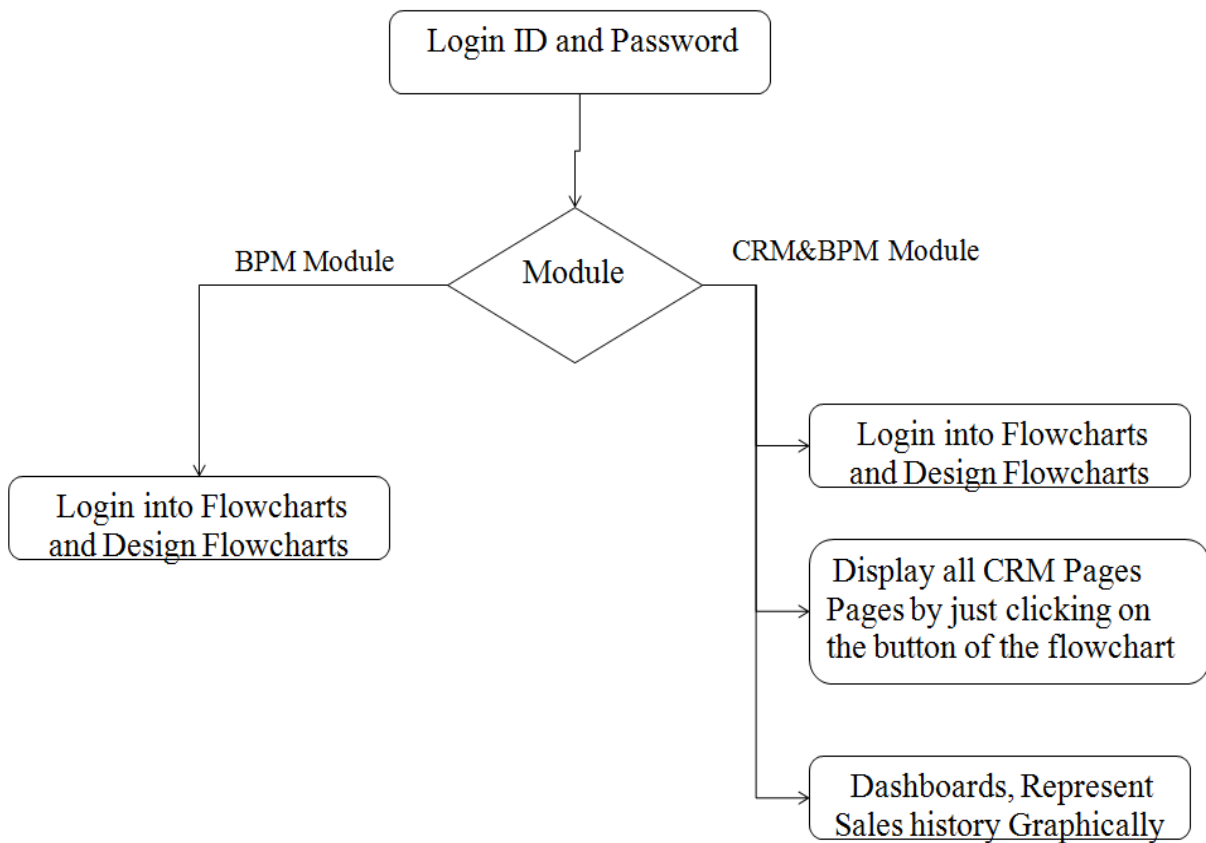 Login ID and Password
Module
BPM Module
CRM&BPM Module
Login into Flowcharts
and Design Flowcharts
Login into Flowcharts
and Design Flowcharts
Display all CRM Pages
Pages by just clicking on
the button of the flowchart
Dashboards, Represent
Sales history Graphically